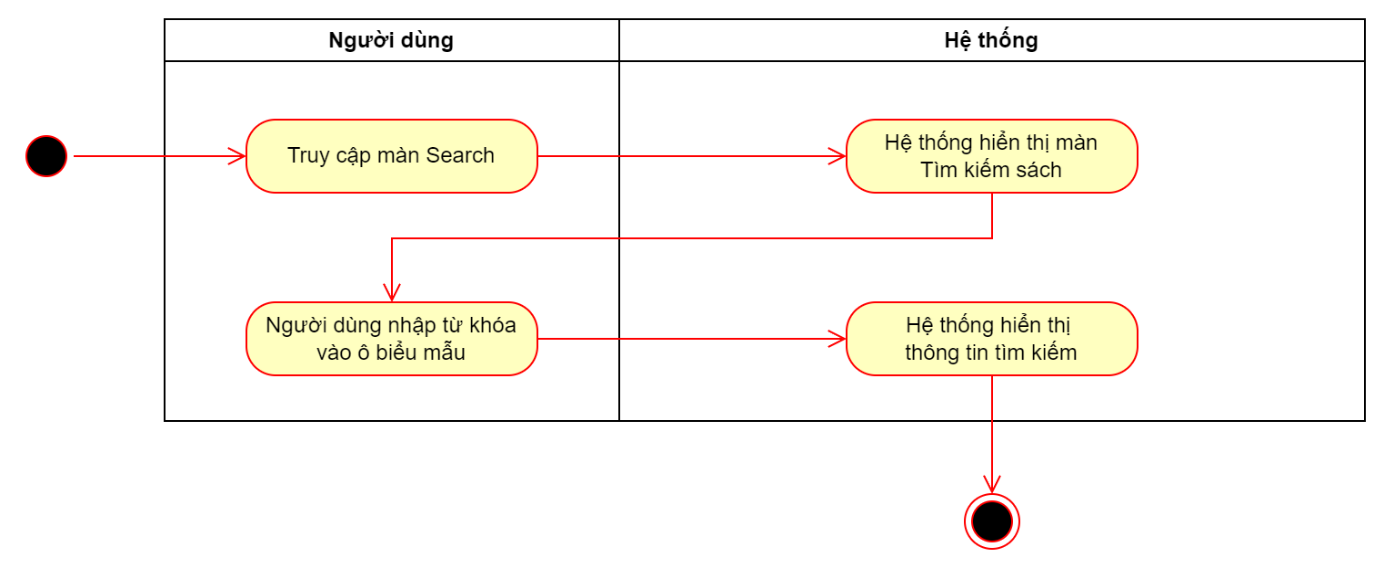 Người dùng
Hệ thống
Truy cập màn Search
Hệ thống hiển thị màn
Tìm kiếm sách
Người dùng nhập từ khóa
vào ô biểu mẫu
Hệ thống hiển thị
thông tin tìm kiếm